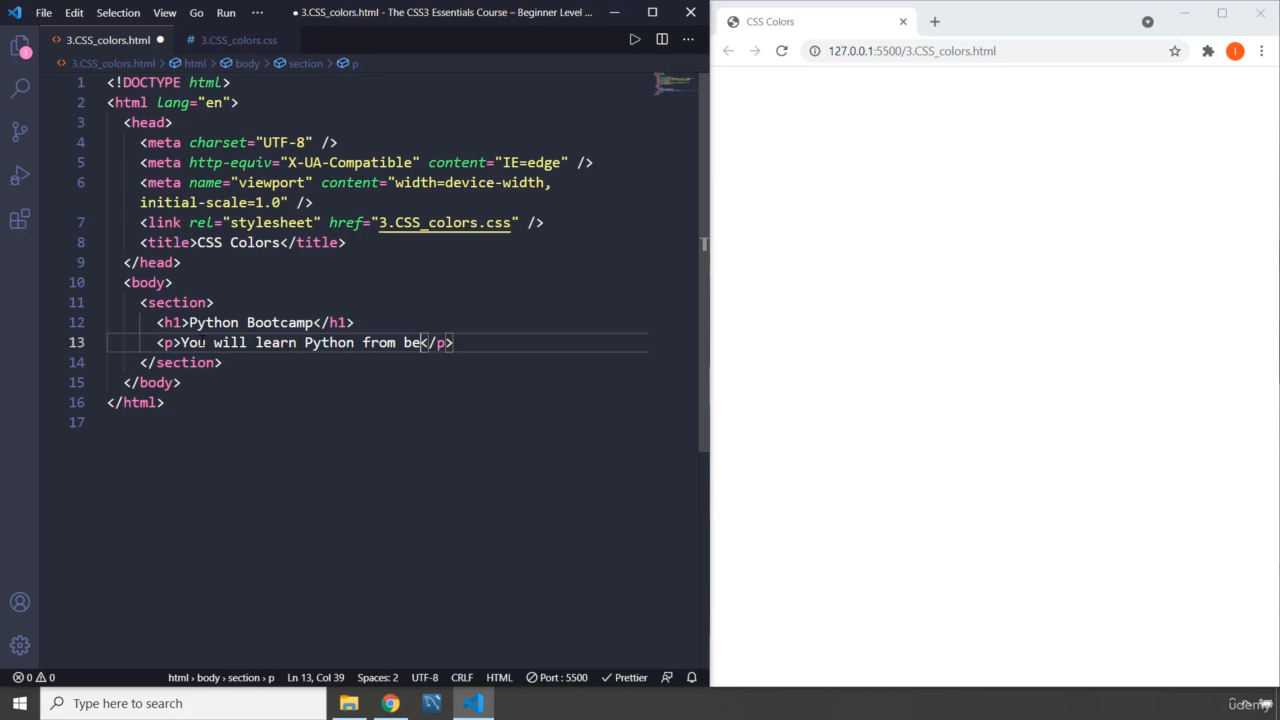 File Edit Selection View Go Run ··· ● 3.CSS_colors.html - The CSS3 Essentials Course – Beginner Level ...
CSS Colors
3.CSS_colors.html
3.CSS_colors.css
127.0.0.1:5500/3.CSS_colors.html
I
3.CSS_colors.html > html > body > section > p
1 <!DOCTYPE html>
2 <html lang="en">
3 <head>
4 <meta charset="UTF-8" />
5 <meta http-equiv="X-UA-Compatible" content="IE=edge" />
6 <meta name="viewport" content="width=device-width,
initial-scale=1.0" />
7 <link rel="stylesheet" href="3.CSS_colors.css" />
8 <title>CSS Colors</title>
9 </head>
10 <body>
11 <section>
12 <h1>Python Bootcamp</h1>
13 <p>You will learn Python from be</p>
14 </section>
15 </body>
16 </html>
17
1
0 0 html > body > section > p Ln 13, Col 39 Spaces: 2 UTF-8 CRLF HTML Port : 5500 Prettier
Type here to search
udemy